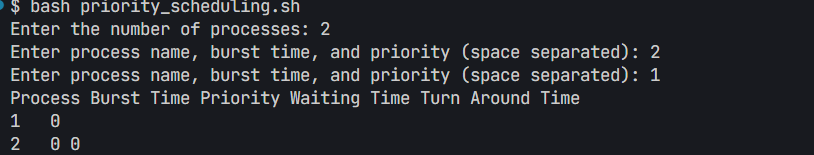 $ bash priority_scheduling.sh
Enter the number of processes: 2
Enter process name, burst time, and priority (space separated): 2
Enter process name, burst time, and priority (space separated): 1
Process Burst Time Priority Waiting Time Turn Around Time
1   0
2   0 0